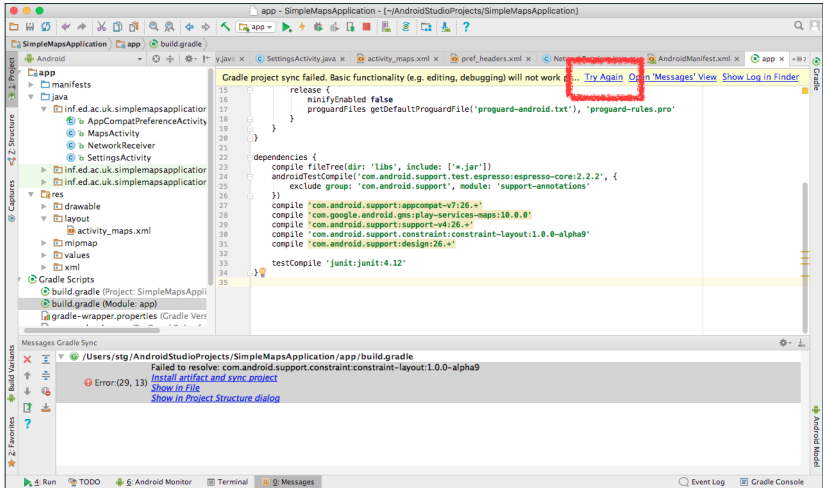 app - SimpleMapsApplication - [~/AndroidStudioProjects/SimpleMapsApplication]
app
SimpleMapsApplication app build.gradle
Android
y.java SettingsActivity.java activity_maps.xml pref_headers.xml AndroidManifest.xml app
Gradle project sync failed. Basic functionality (e.g. editing, debugging) will not work p... Try Again Open 'Messages' View Show Log in Finder
1: Project
Z: Structure
Captures
Build Variants
2: Favorites
Gradle
Android Model
app
manifests
java
inf.ed.ac.uk.simplemapsapplication
AppCompatPreferenceActivity
MapsActivity
NetworkReceiver
SettingsActivity
inf.ed.ac.uk.simplemapsapplication
inf.ed.ac.uk.simplemapsapplication
res
drawable
layout
activity_maps.xml
mipmap
values
xml
Gradle Scripts
build.gradle (Project: SimpleMapsAppli
build.gradle (Module: app)
gradle-wrapper.properties (Gradle Vers
15 release {
16 minifyEnabled false
17 proguardFiles getDefaultProguardFile('proguard-android.txt'), 'proguard-rules.pro'
18 }
19 }
20 }
21
22 dependencies {
23 compile fileTree(dir: 'libs', include: ['*.jar'])
24 androidTestCompile('com.android.support.test.espresso:espresso-core:2.2.2', {
25 exclude group: 'com.android.support', module: 'support-annotations'
26 })
27 compile 'com.android.support:appcompat-v7:26.+'
28 compile 'com.google.android.gms:play-services-maps:10.0.0'
29 compile 'com.android.support:support-v4:26.+'
30 compile 'com.android.support.constraint:constraint-layout:1.0.0-alpha9'
31 compile 'com.android.support:design:26.+'
32
33 testCompile 'junit:junit:4.12'
34 }
35
Messages Gradle Sync
/Users/stg/AndroidStudioProjects/SimpleMapsApplication/app/build.gradle
Error:(29, 13) Failed to resolve: com.android.support.constraint:constraint-layout:1.0.0-alpha9
Install artifact and sync project
Show in File
Show in Project Structure dialog
4: Run TODO 6: Android Monitor Terminal 0: Messages Event Log Gradle Console